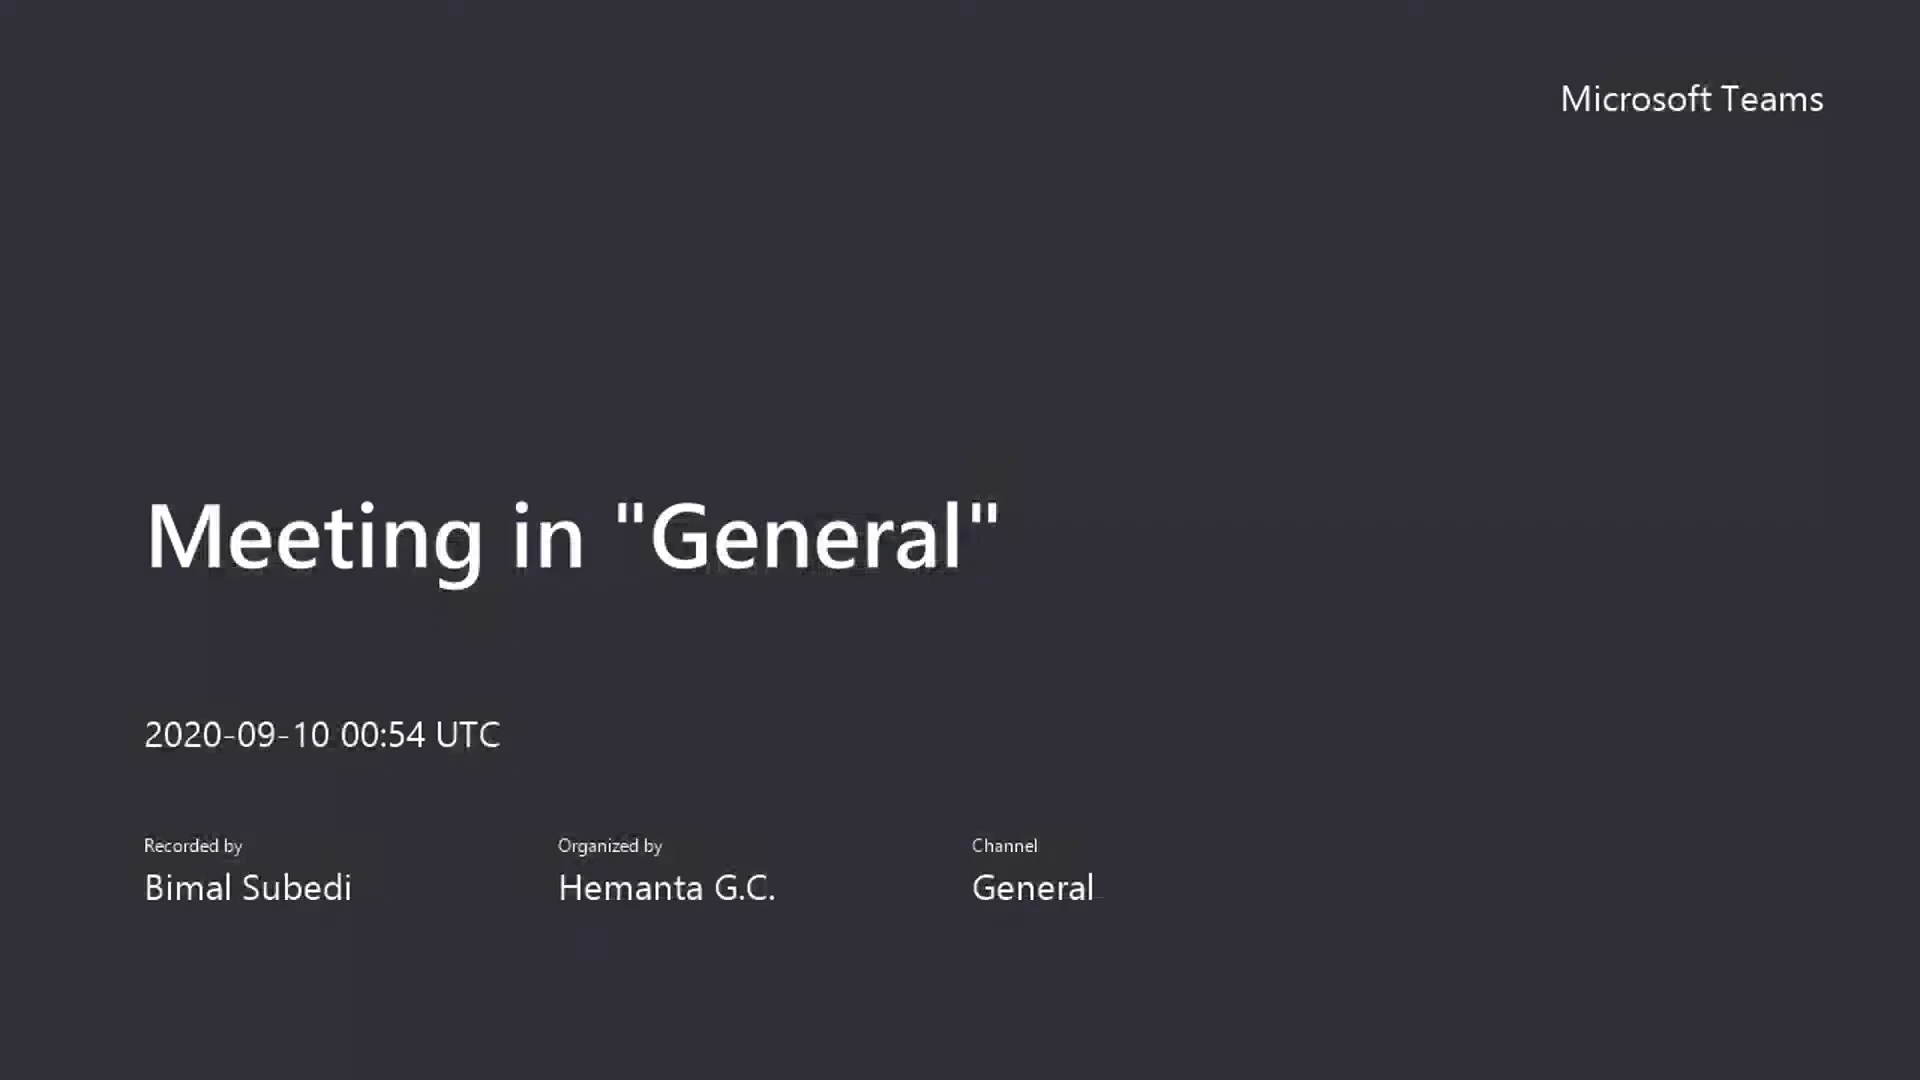 Microsoft Teams
Meeting in "General"
2020-09-10 00:54 UTC
Recorded by
Bimal Subedi
Organized by
Hemanta G.C.
Channel
General